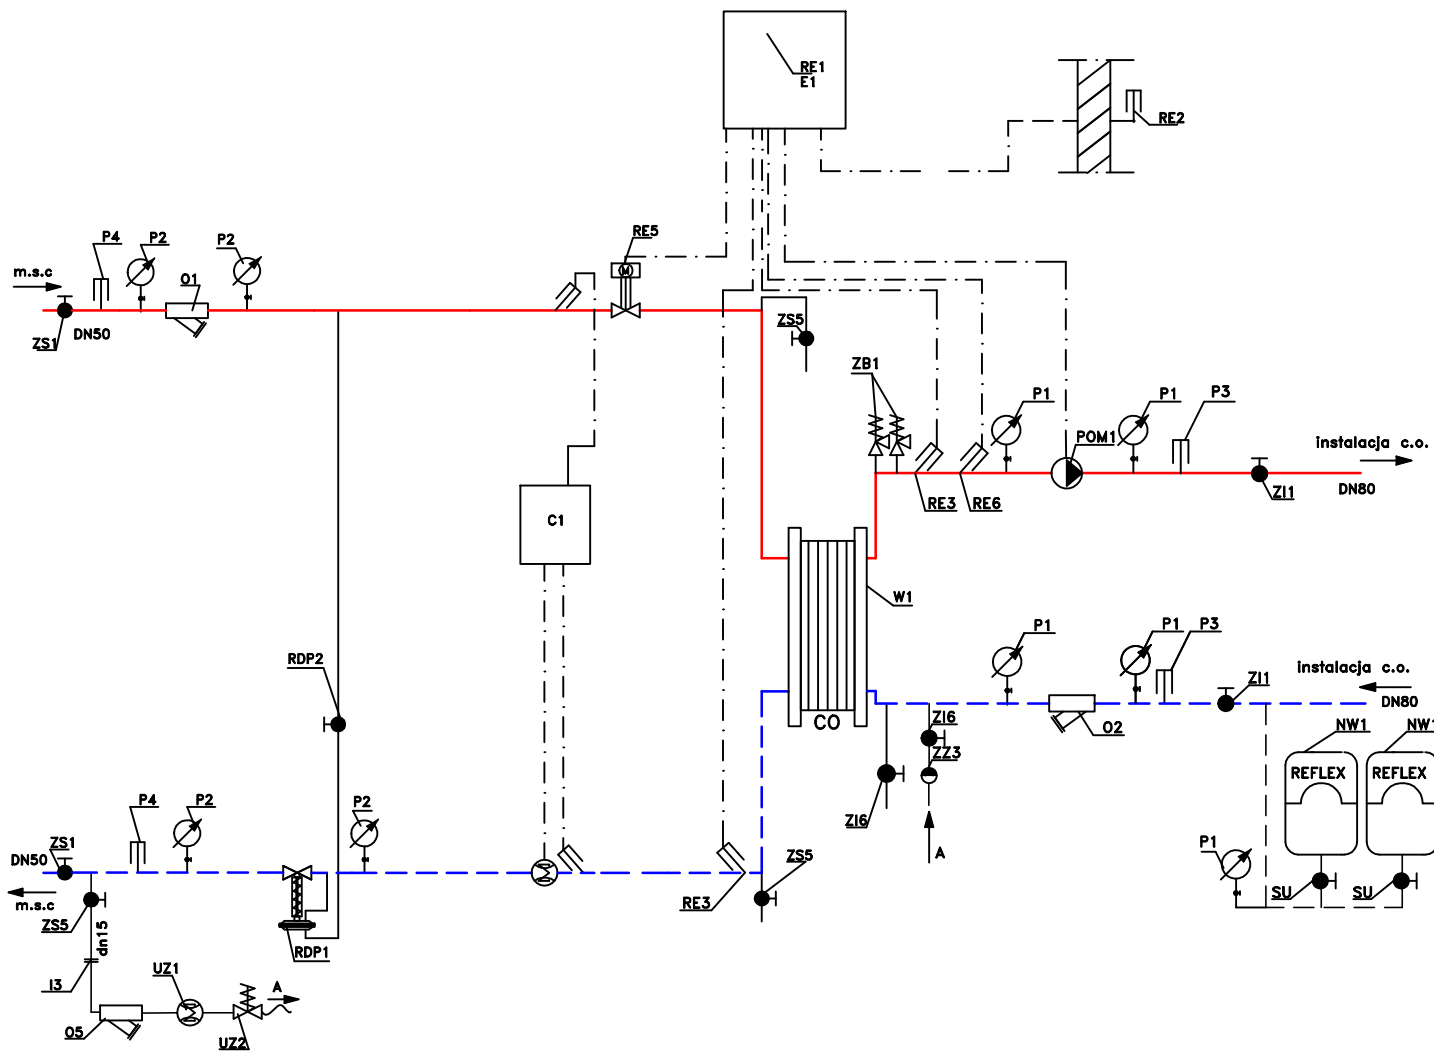 RE1
E1
RE2
P4
P2
P2
RE5
m.s.c
O1
ZS1
DN50
ZS5
ZB1
P1
P1
P3
POM1
instalacja c.o.
DN80
RE3
RE6
ZI1
C1
W1
P1
P1
P3
RDP2
instalacja c.o.
ZI1
DN80
CO
ZI6
O2
NW1
NW1
ZZ3
REFLEX
REFLEX
P4
P2
P2
ZI6
ZS1
P1
DN50
ZS5
A
m.s.c
SU
SU
ZS5
dn15
RE3
RDP1
UZ1
I3
A
O5
UZ2
M